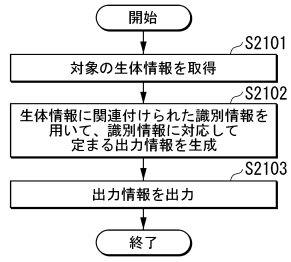 開始
S2101
対象の生体情報を取得
S2102
生体情報に関連付けられた識別情報を
用いて、識別情報に対応して
定まる出力情報を生成
S2103
出力情報を出力
終了